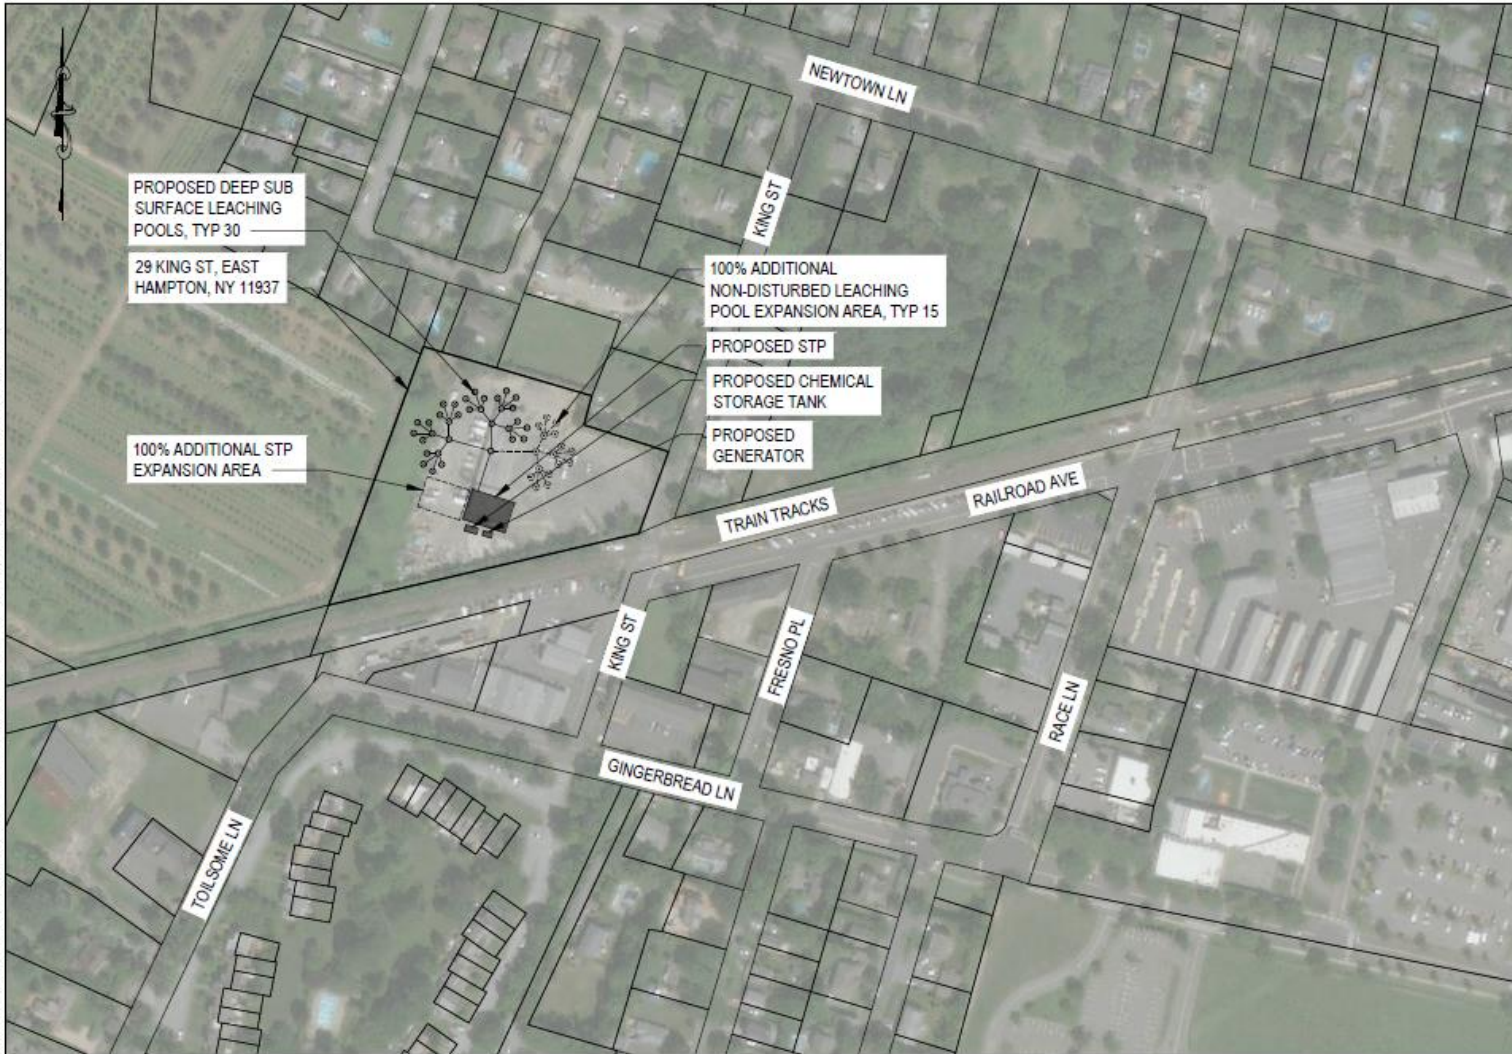 NEWTOWN LN
KING ST
PROPOSED DEEP SUB
SURFACE LEACHING
POOLS, TYP 30
29 KING ST, EAST
HAMPTON, NY 11937
100% ADDITIONAL
NON-DISTURBED LEACHING
POOL EXPANSION AREA, TYP 15
PROPOSED STP
PROPOSED CHEMICAL
STORAGE TANK
PROPOSED
GENERATOR
100% ADDITIONAL STP
EXPANSION AREA
TRAIN TRACKS
RAILROAD AVE
KING ST
FRESNO PL
RACE LN
GINGERBREAD LN
TOILSOME LN